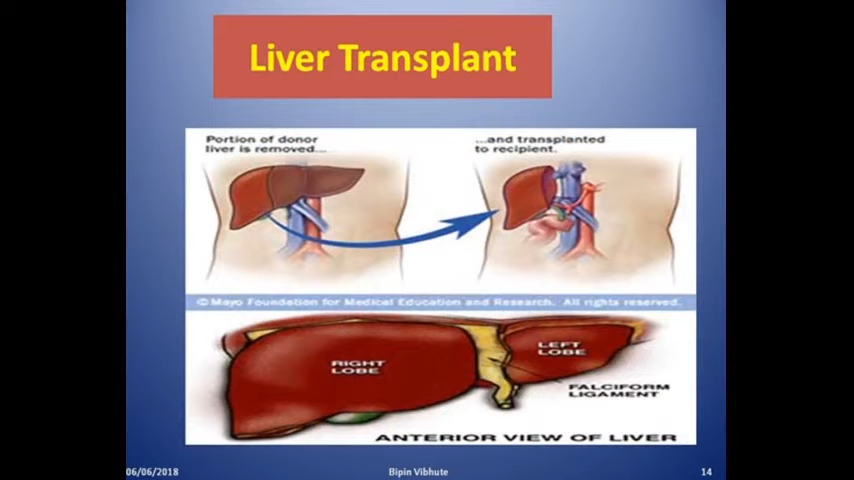 Liver Transplant
Portion of donor
liver is removed...
...and transplanted
to recipient.
© Mayo Foundation for Medical Education and Research. All rights reserved.
RIGHT
LOBE
LEFT
LOBE
FALCIFORM
LIGAMENT
ANTERIOR VIEW OF LIVER
06/06/2018
Bipin Vibhute
14